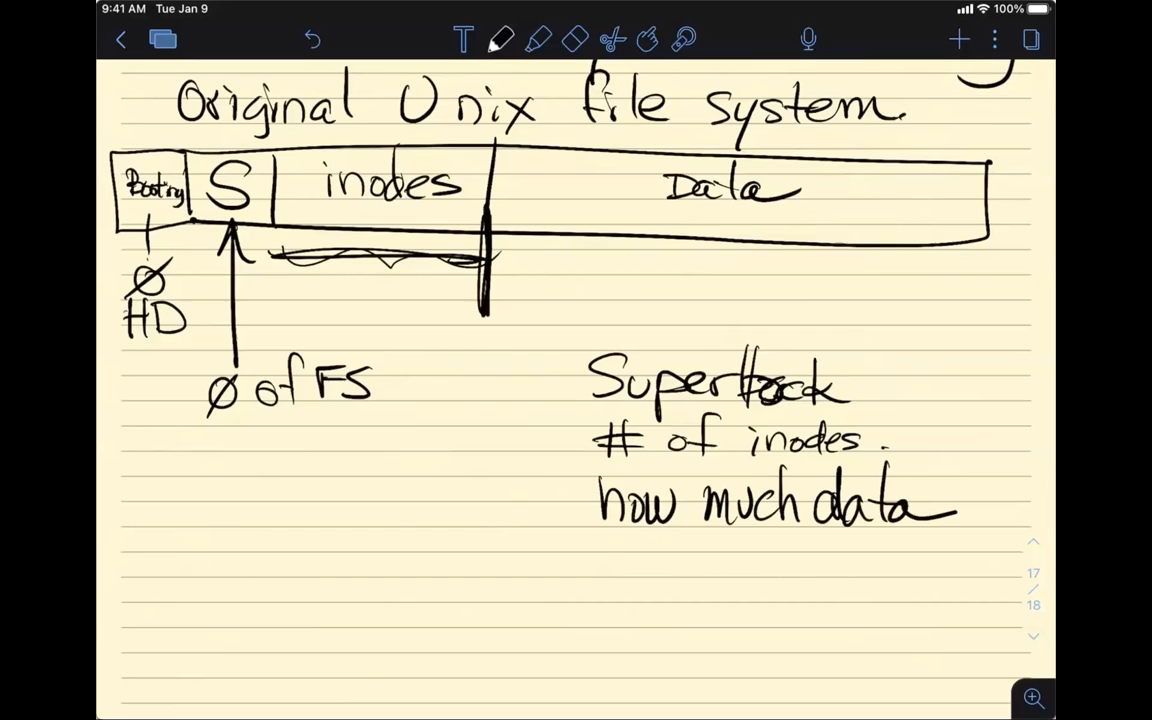 9:41 AM Tue Jan 9
100%
T
Original Unix file system.
Booting S inodes Data
Ø
HD
Ø of FS
Superblock
# of inodes.
how much data
17
/
18